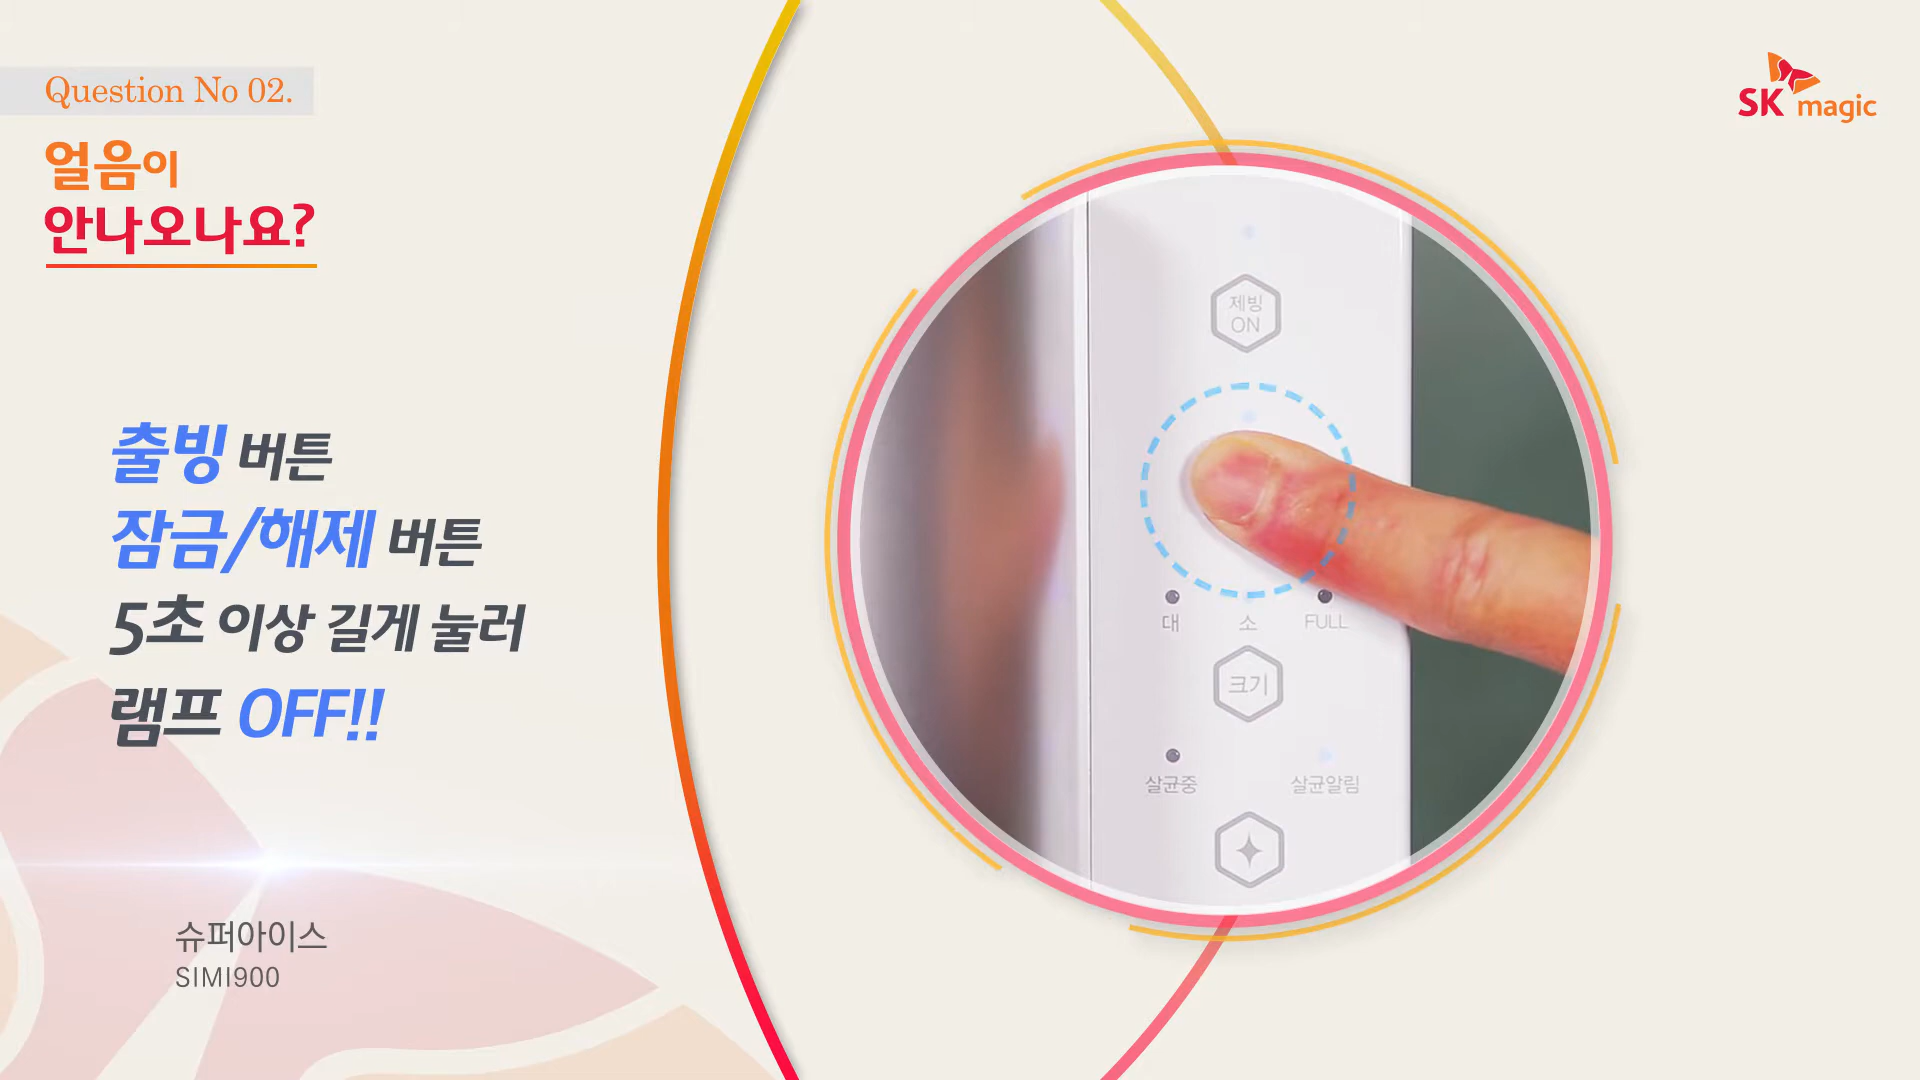 Question No 02.
얼음이
안나오나요?
SK magic
출빙 버튼
잠금/해제 버튼
5초 이상 길게 눌러
램프 OFF!!
제빙
ON
대 소 FULL
크기
살균중 살균알림
슈퍼아이스
SIMI900